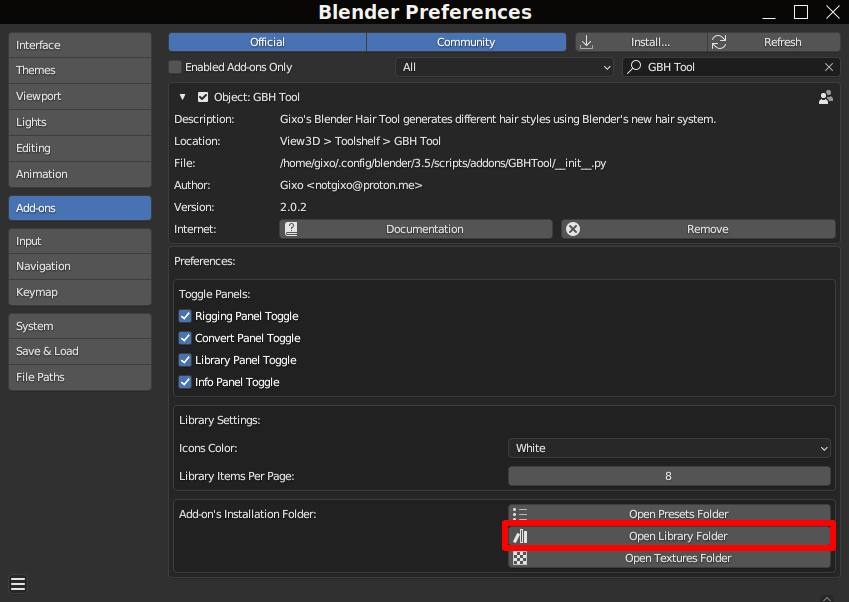 Blender Preferences
Interface
Themes
Viewport
Lights
Editing
Animation
Add-ons
Input
Navigation
Keymap
System
Save & Load
File Paths
Official Community Install... Refresh
Enabled Add-ons Only All GBH Tool
Object: GBH Tool
Description: Gixo's Blender Hair Tool generates different hair styles using Blender's new hair system.
Location: View3D > Toolshelf > GBH Tool
File: /home/gixo/.config/blender/3.5/scripts/addons/GBHTool/__init__.py
Author: Gixo <notgixo@proton.me>
Version: 2.0.2
Internet: Documentation Remove
Preferences:
Toggle Panels:
Rigging Panel Toggle
Convert Panel Toggle
Library Panel Toggle
Info Panel Toggle
Library Settings:
Icons Color: White
Library Items Per Page: 8
Add-on's Installation Folder: Open Presets Folder
Open Library Folder
Open Textures Folder